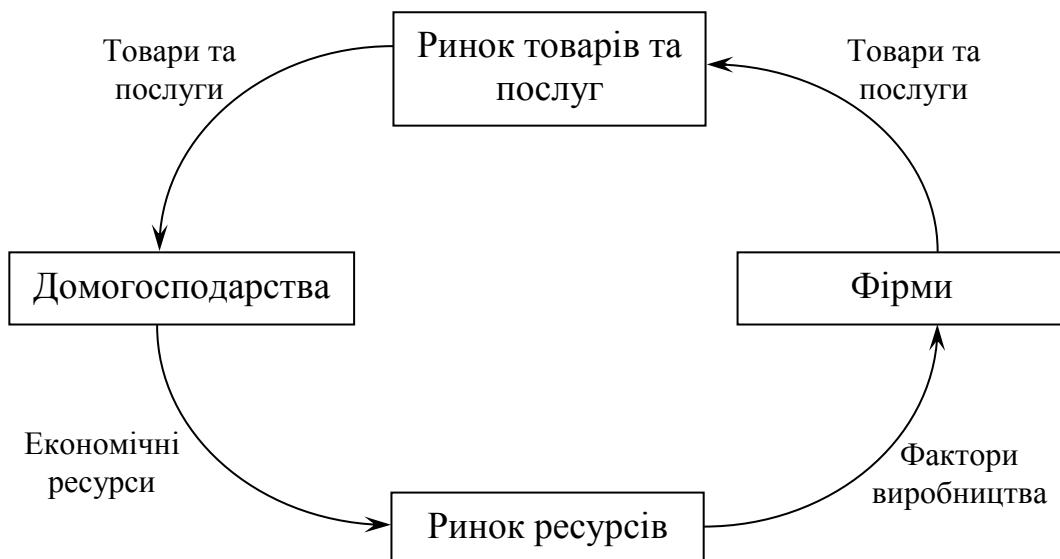 Товари та
послуги
Ринок товарів та
послуг
Товари та
послуги
Домогосподарства
Фірми
Економічні
ресурси
Ринок ресурсів
Фактори
виробництва